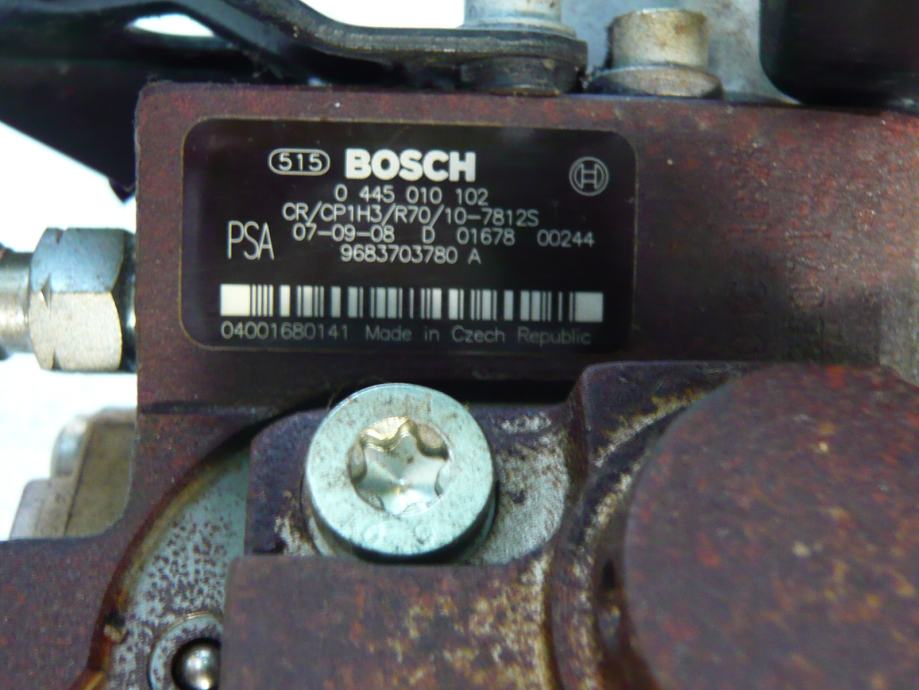 515 BOSCH
0 445 010 102
CR/CP1H3/R70/10-7812S
PSA 07-09-08 D 01678 00244
9683703780 A
04001680141 Made in Czech Republic